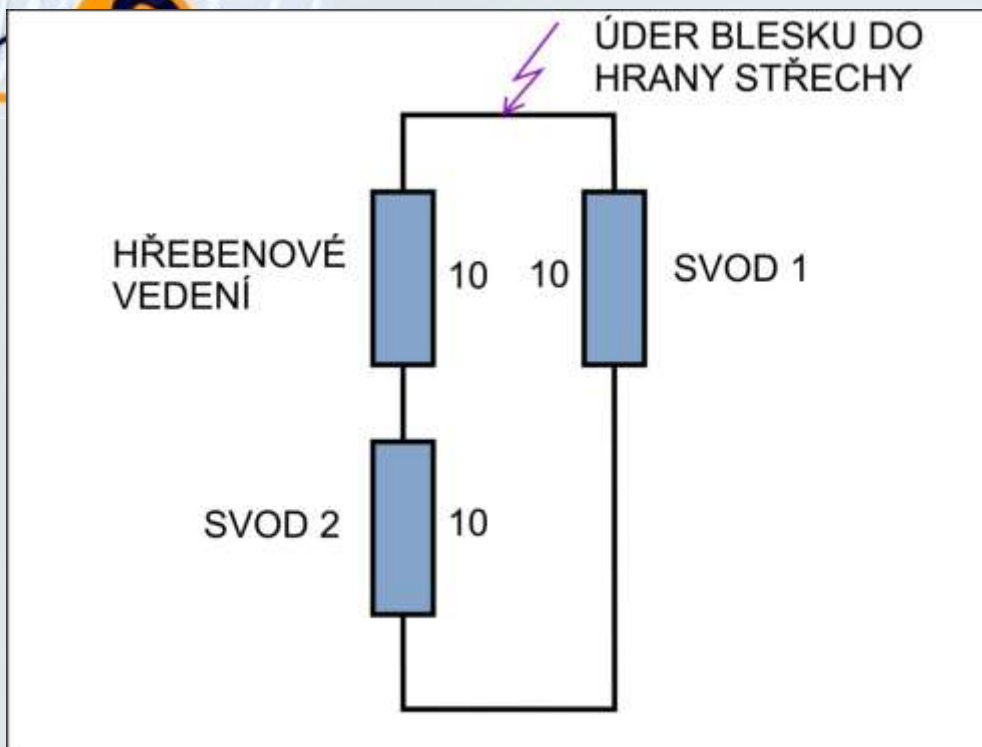 ÚDER BLESKU DO
HRANY STŘECHY
HŘEBENOVÉ
VEDENÍ
10
10
SVOD 1
SVOD 2
10